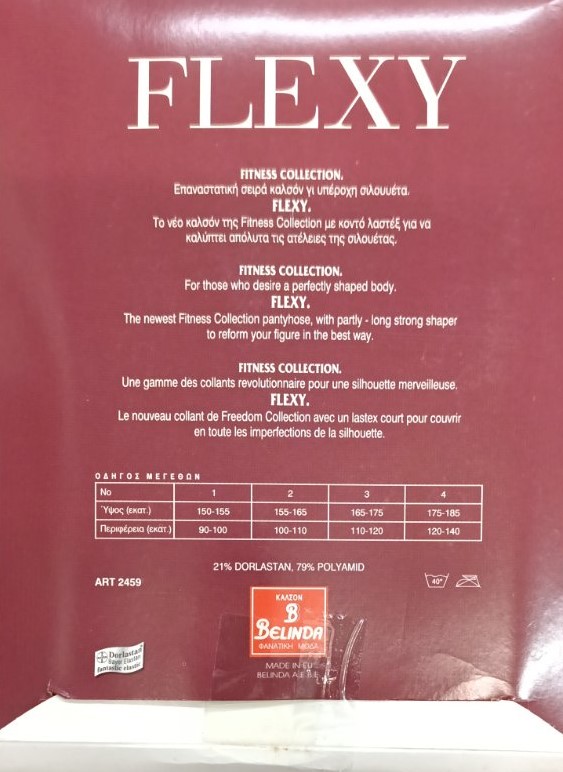 FLEXY
FITNESS COLLECTION.
Επαναστατική σειρά καλσόν γι υπέροχη σιλουυέτα.
FLEXY.
Το νέο καλσόν της Fitness Collection με κοντό λαστέξ για να
καλύπτει απόλυτα τις ατέλειες της σιλουέτας.
FITNESS COLLECTION.
For those who desire a perfectly shaped body.
FLEXY.
The newest Fitness Collection pantyhose, with partly - long strong shaper
to reform your figure in the best way.
FITNESS COLLECTION.
Une gamme des collants revolutionnaire pour une silhouette merveilleuse.
FLEXY.
Le nouveau collant de Freedom Collection avec un lastex court pour couvrir
en toute les imperfections de la silhouette.
ΟΔΗΓΟΣ ΜΕΓΕΘΩΝ
No 1 2 3 4
Ύψος (εκατ.) 150-155 155-165 165-175 175-185
Περιφέρεια (εκάτ.) 90-100 100-110 110-120 120-140
21% DORLASTAN, 79% POLYAMID
ART 2459
40°
ΚΑΛΣΟΝ
B
BELINDA
ΦΑΝΑΤΙΚΗ ΜΟΔΑ
Dorlastan
Bayer
fantastic
MADE IN EU
BELINDA A.E.